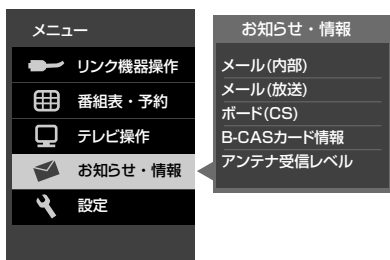 メニュー
リンク機器操作
番組表・予約
テレビ操作
お知らせ・情報
設定
お知らせ・情報
メール(内部)
メール(放送)
ボード(CS)
B-CASカード情報
アンテナ受信レベル